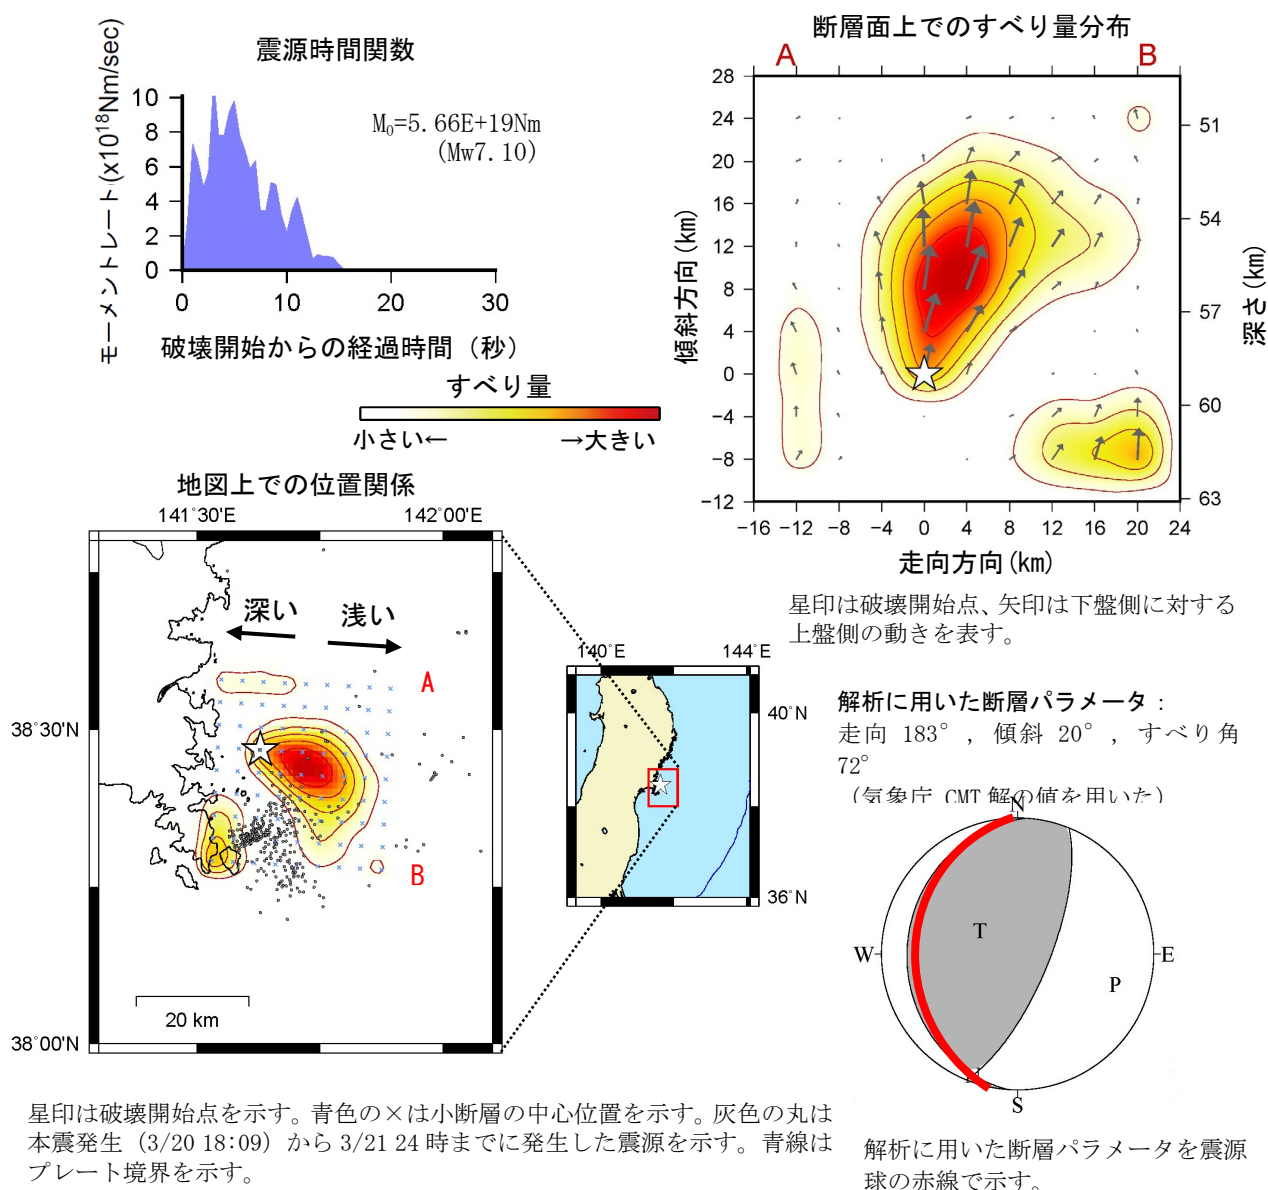 震源時間関数
モーメントレート(x10¹⁸Nm/sec)
10
8
6
4
2
0
M₀=5.66E+19Nm
(Mw7.10)
0 10 20 30
破壊開始からの経過時間（秒）
すべり量
小さい← →大きい
断層面上でのすべり量分布
A B
28
24
20
16
12
8
4
0
−4
−8
−12
傾斜方向(km)
51
54
57
60
63
深さ(km)
−16 −12 −8 −4 0 4 8 12 16 20 24
走向方向(km)
星印は破壊開始点、矢印は下盤側に対する
上盤側の動きを表す。
地図上での位置関係
141°30'E 142°00'E
深い 浅い
A
38°30'N
B
20 km
38°00'N
140°E 144°E
40°N
36°N
解析に用いた断層パラメータ：
走向 183°，傾斜 20°，すべり角
72°
（気象庁 CMT 解の値を用いた）
N
T
W E
P
S
星印は破壊開始点を示す。青色の×は小断層の中心位置を示す。灰色の丸は
本震発生（3/20 18:09）から 3/21 24 時までに発生した震源を示す。青線は
プレート境界を示す。
解析に用いた断層パラメータを震源
球の赤線で示す。